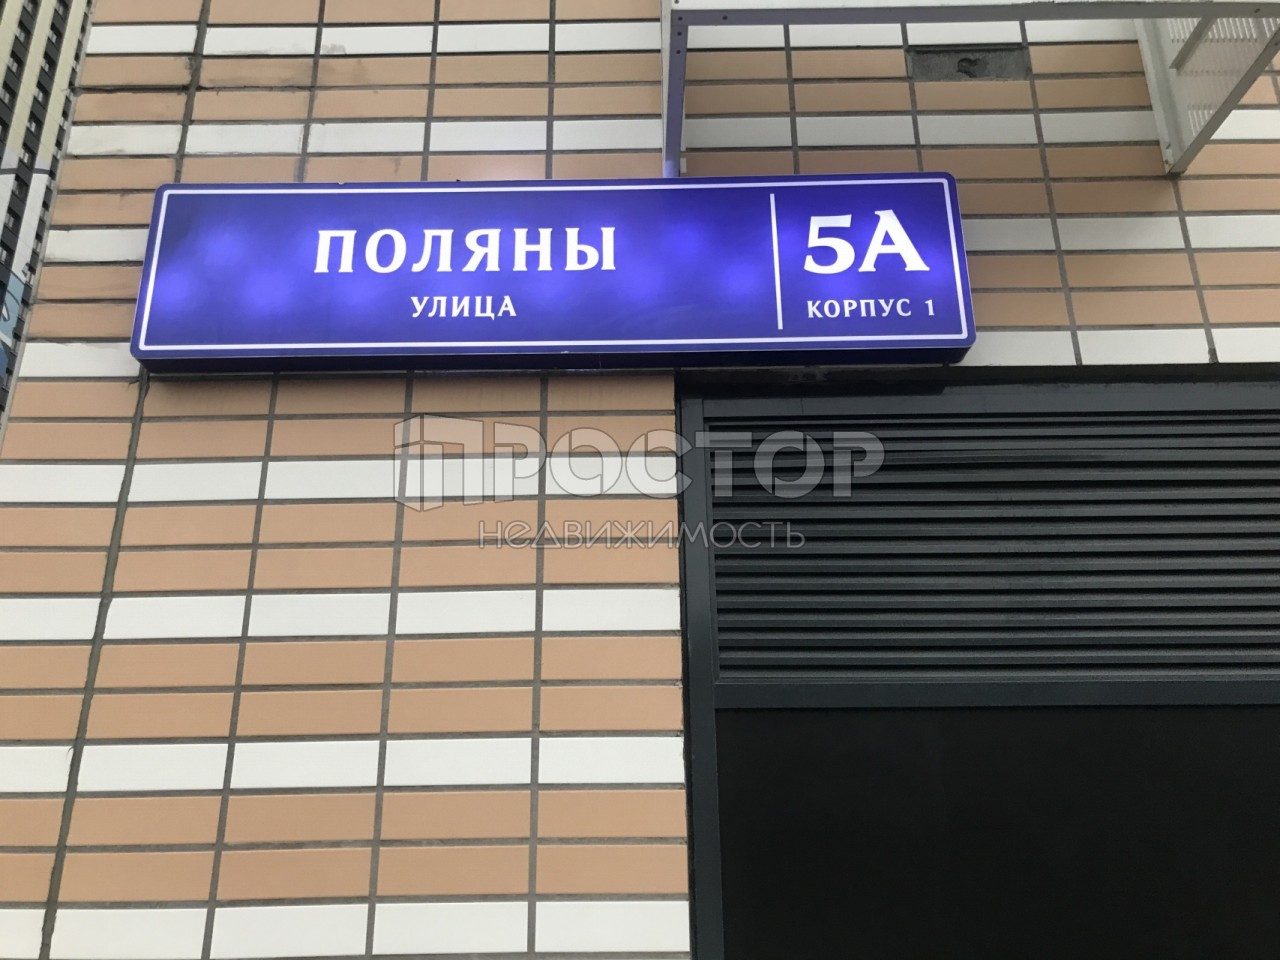 ПОЛЯНЫ
УЛИЦА
5А
КОРПУС 1
ПРОСТОР
НЕДВИЖИМОСТЬ